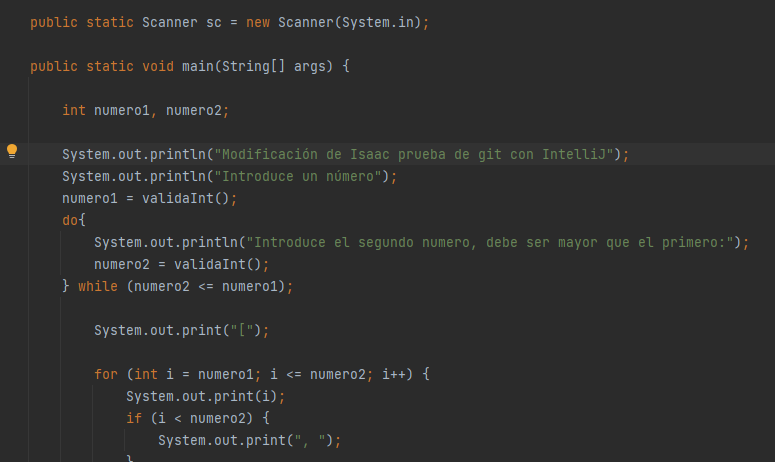 public static Scanner sc = new Scanner(System.in);
public static void main(String[] args) {
int numero1, numero2;
System.out.println("Modificación de Isaac prueba de git con IntelliJ");
System.out.println("Introduce un número");
numero1 = validaInt();
do{
System.out.println("Introduce el segundo numero, debe ser mayor que el primero:");
numero2 = validaInt();
} while (numero2 <= numero1);
System.out.print("[");
for (int i = numero1; i <= numero2; i++) {
System.out.print(i);
if (i < numero2) {
System.out.print(", ");
}